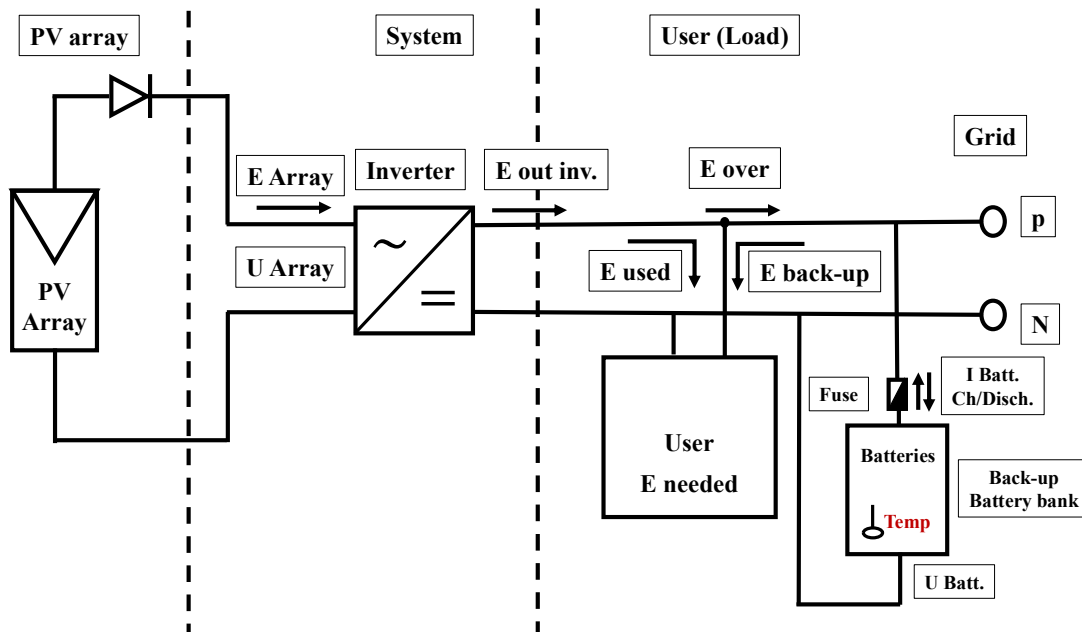 PV array
System
User (Load)
Grid
E Array
Inverter
E out inv.
E over
p
U Array
E used
E back-up
PV
Array
N
Fuse
I Batt.
Ch/Disch.
User
E needed
Batteries
Temp
Back-up
Battery bank
U Batt.